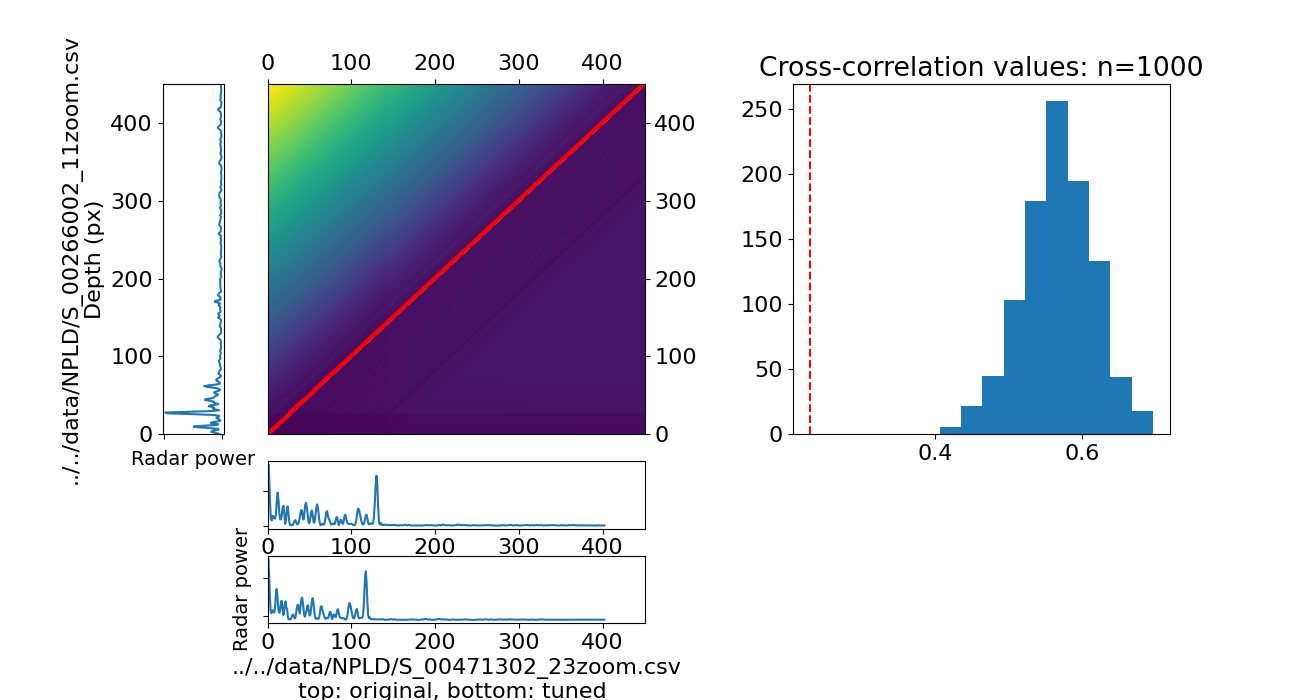 0 100 200 300 400
Cross-correlation values: n=1000
../../data/NPLD/S_00266002_11zoom.csv
Depth (px)
400
300
200
100
0
Radar power
400
300
200
100
0
250
200
150
100
50
0
0.4 0.6
0 100 200 300 400
Radar power
0 100 200 300 400
../../data/NPLD/S_00471302_23zoom.csv
top: original, bottom: tuned